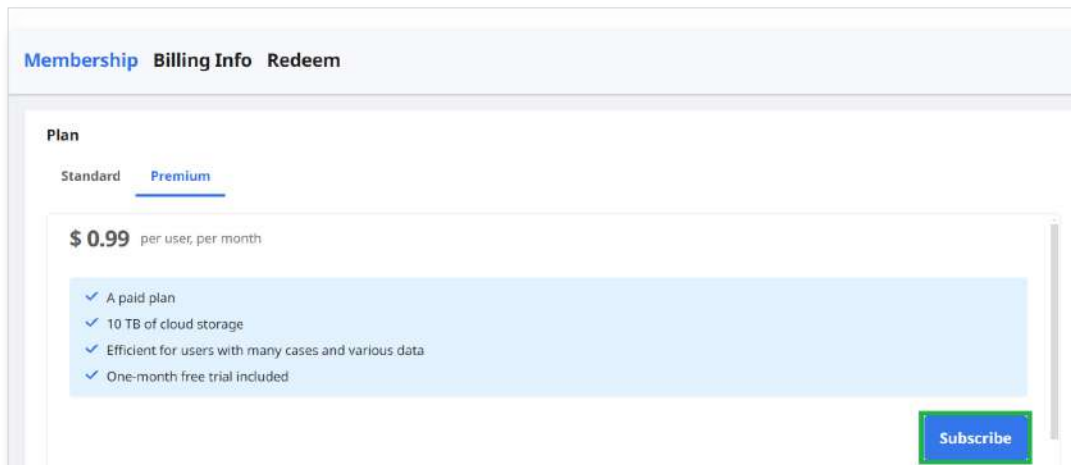 Membership Billing Info Redeem
Plan
Standard Premium
$ 0.99 per user, per month
A paid plan
10 TB of cloud storage
Efficient for users with many cases and various data
One-month free trial included
Subscribe